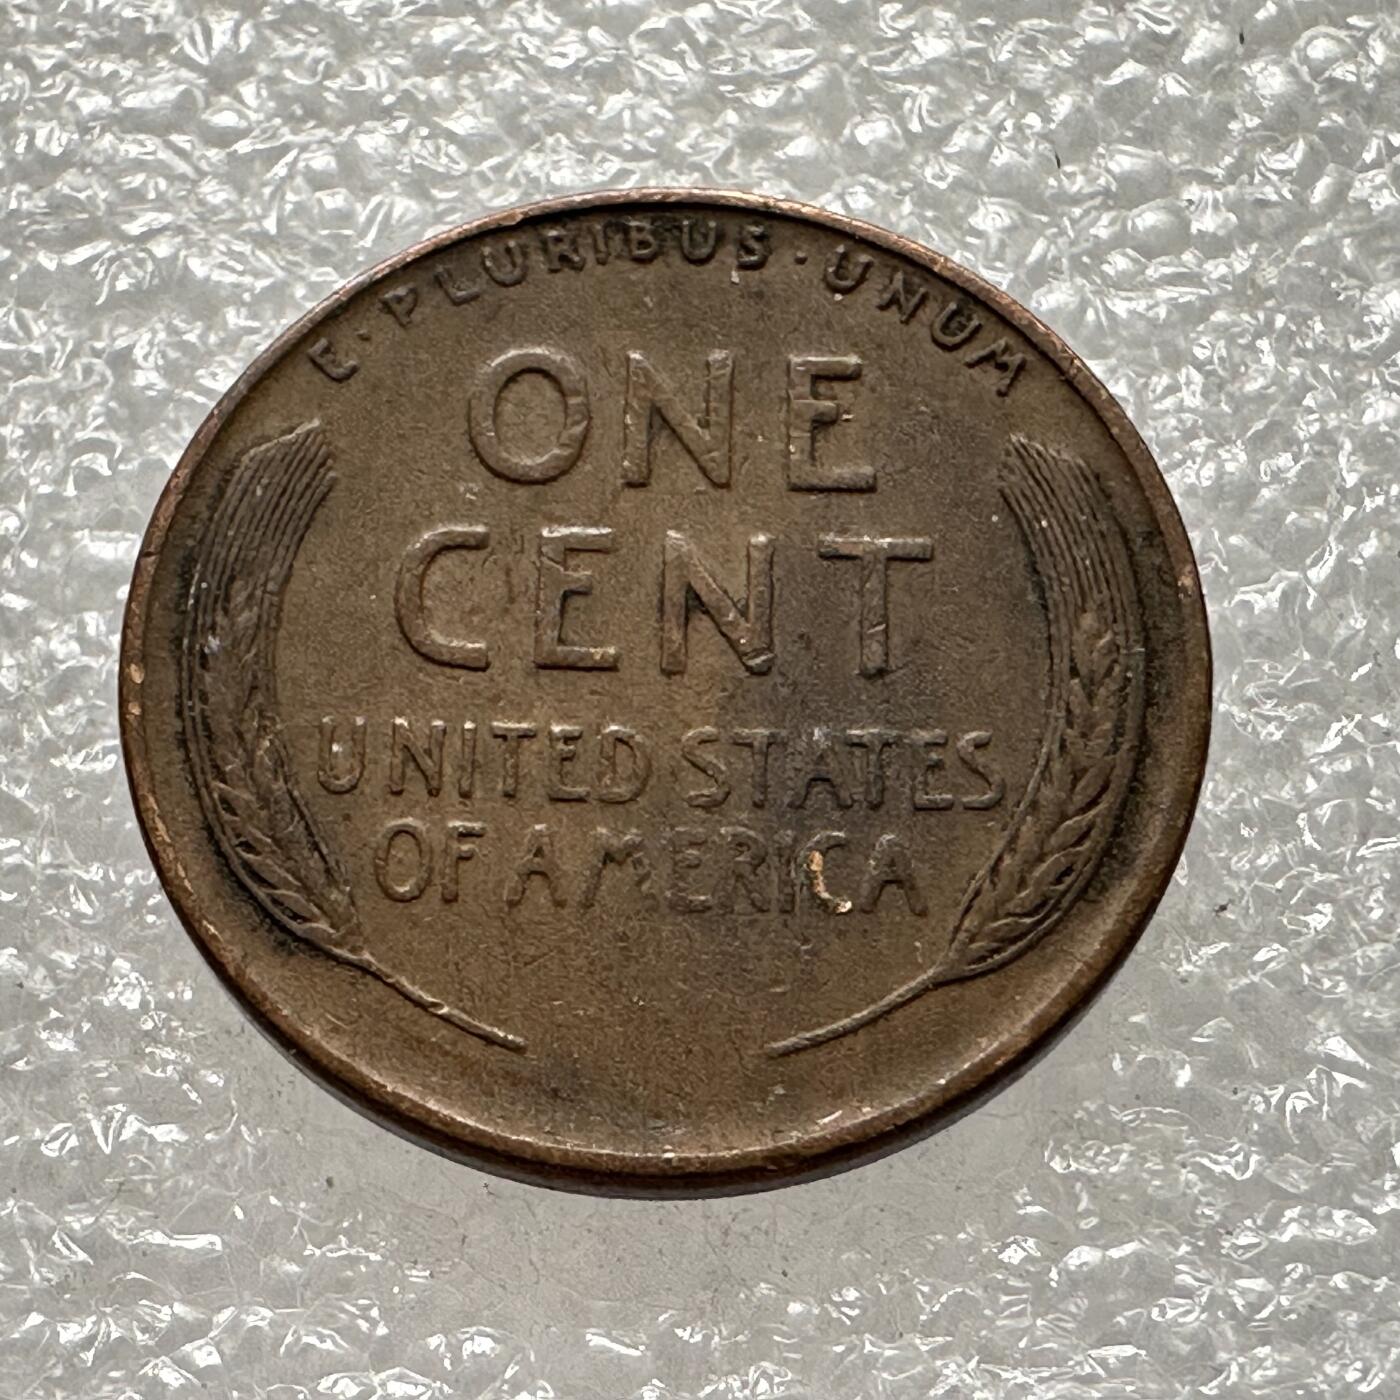 E·PLURIBUS·UNUM
ONE
CENT
UNITED STATES
OF AMERICA